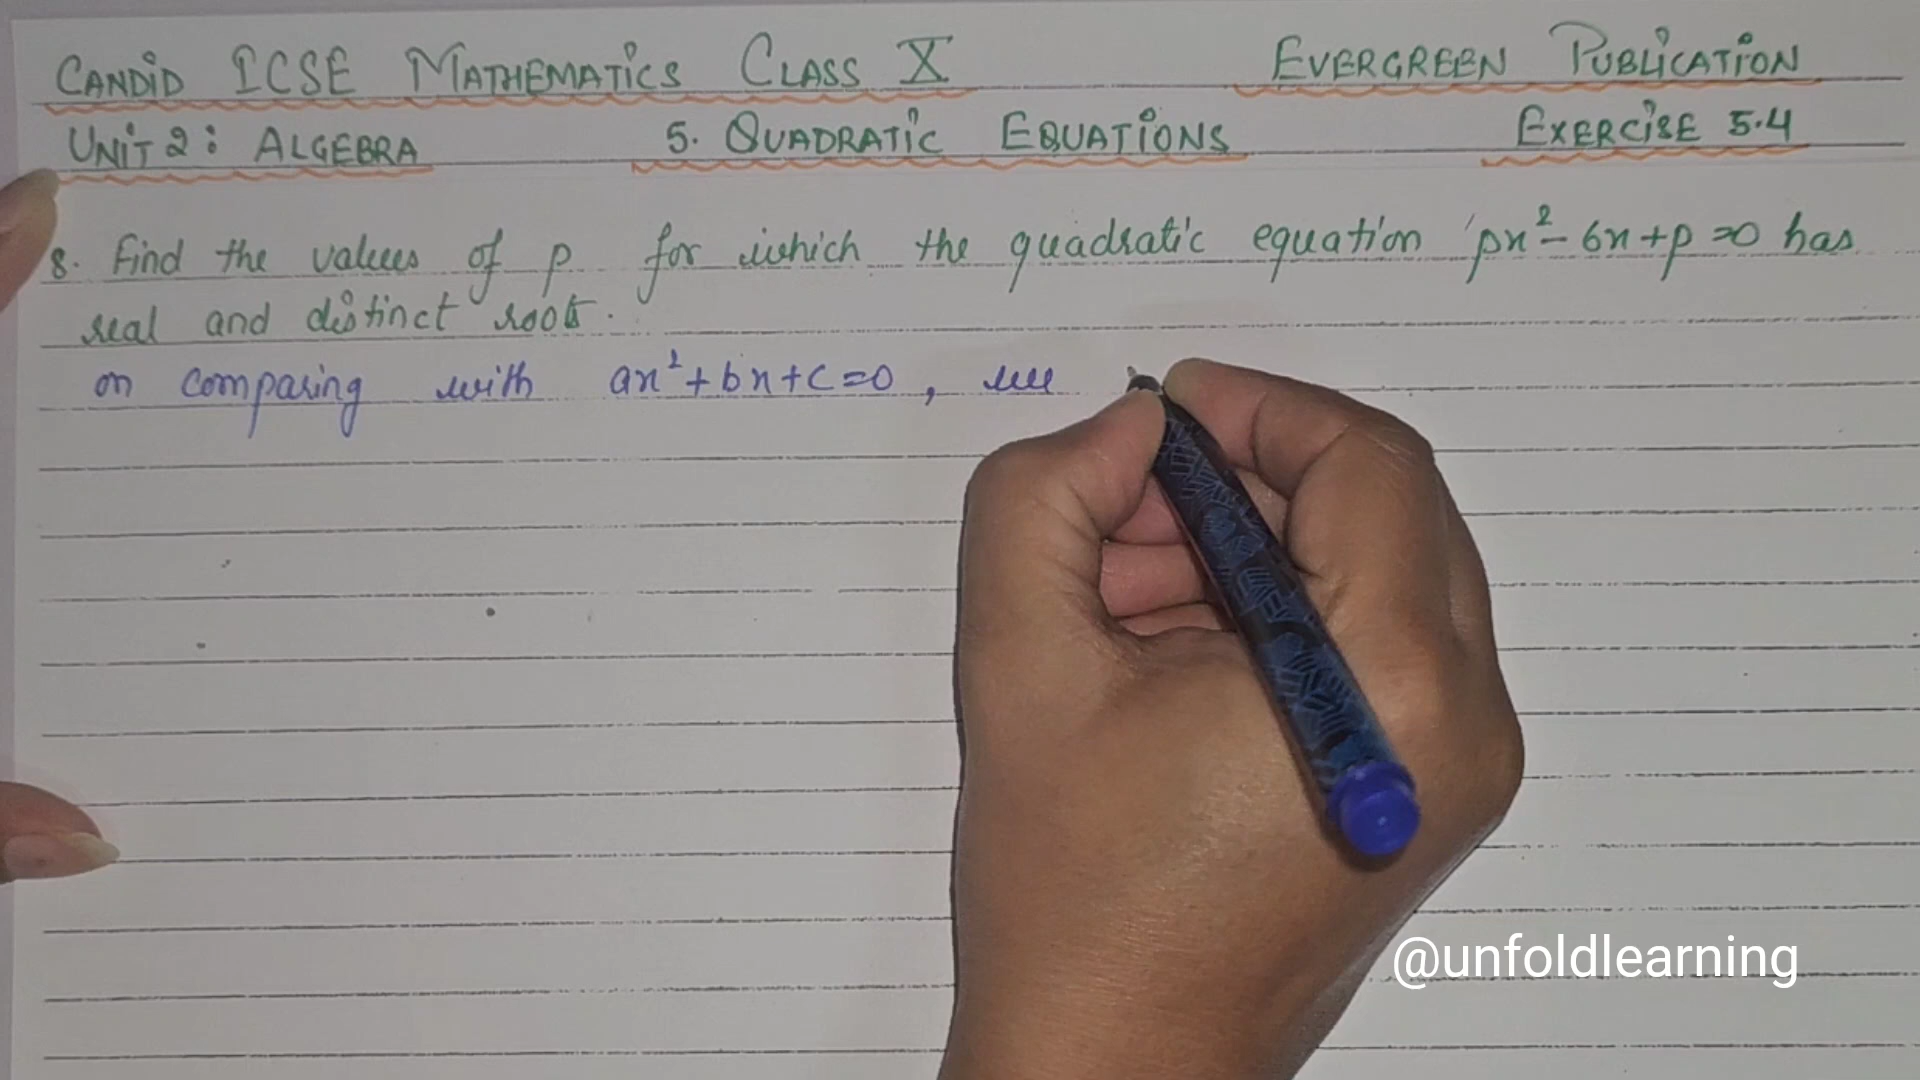 CANDID ICSE MATHEMATICS CLASS X EVERGREEN PUBLICATION
UNIT 2: ALGEBRA 5. QUADRATIC EQUATIONS EXERCISE 5.4
8. Find the values of p for which the quadratic equation px²-6x+p=0 has
real and distinct roots.
on comparing with ax²+bx+c=0, we
@unfoldlearning